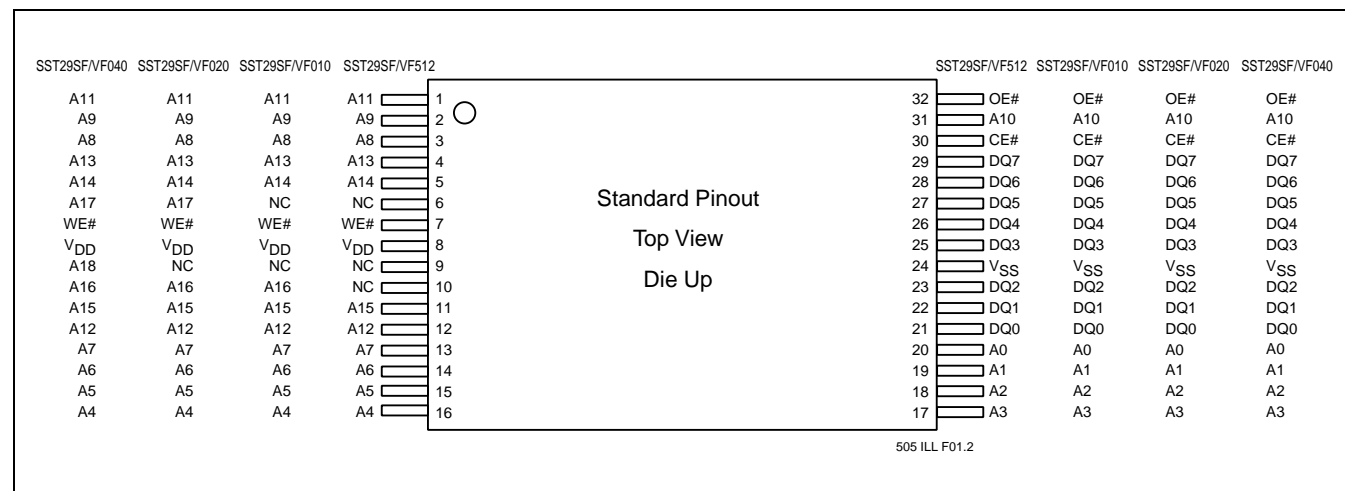 SST29SF/VF040 SST29SF/VF020 SST29SF/VF010 SST29SF/VF512 SST29SF/VF512 SST29SF/VF010 SST29SF/VF020 SST29SF/VF040
A11 A11 A11 A11 1 32 OE# OE# OE# OE#
A9 A9 A9 A9 2 31 A10 A10 A10 A10
A8 A8 A8 A8 3 30 CE# CE# CE# CE#
A13 A13 A13 A13 4 29 DQ7 DQ7 DQ7 DQ7
A14 A14 A14 A14 5 28 DQ6 DQ6 DQ6 DQ6
A17 A17 NC NC 6 Standard Pinout 27 DQ5 DQ5 DQ5 DQ5
WE# WE# WE# WE# 7 26 DQ4 DQ4 DQ4 DQ4
VDD VDD VDD VDD 8 Top View 25 DQ3 DQ3 DQ3 DQ3
A18 NC NC NC 9 24 VSS VSS VSS VSS
A16 A16 A16 NC 10 Die Up 23 DQ2 DQ2 DQ2 DQ2
A15 A15 A15 A15 11 22 DQ1 DQ1 DQ1 DQ1
A12 A12 A12 A12 12 21 DQ0 DQ0 DQ0 DQ0
A7 A7 A7 A7 13 20 A0 A0 A0 A0
A6 A6 A6 A6 14 19 A1 A1 A1 A1
A5 A5 A5 A5 15 18 A2 A2 A2 A2
A4 A4 A4 A4 16 17 A3 A3 A3 A3
505 ILL F01.2